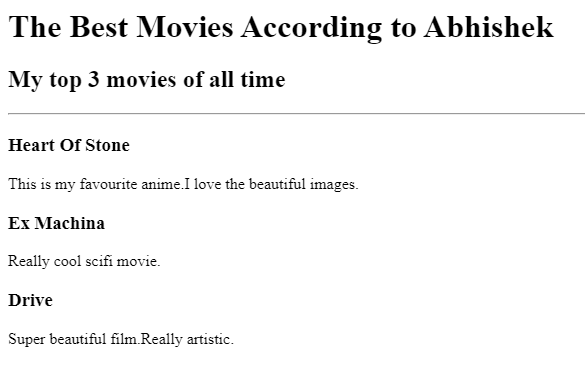 The Best Movies According to Abhishek
My top 3 movies of all time
Heart Of Stone
This is my favourite anime.I love the beautiful images.
Ex Machina
Really cool scifi movie.
Drive
Super beautiful film.Really artistic.